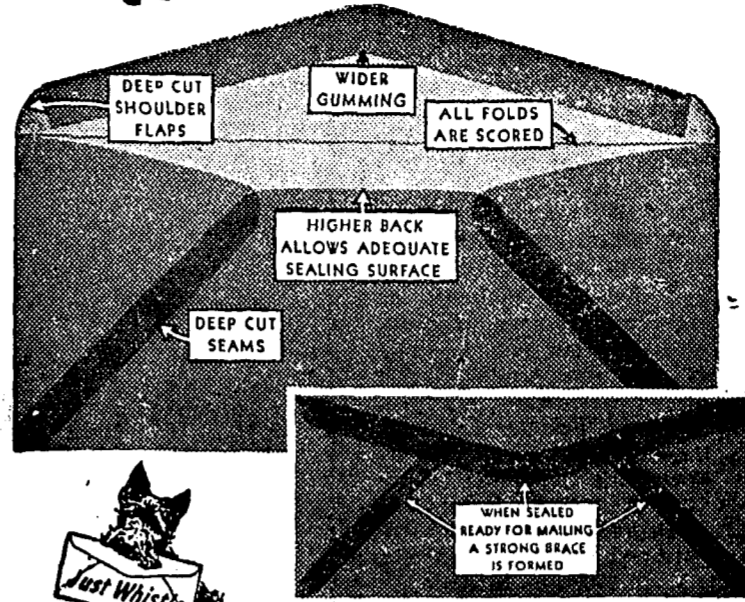 DEEP CUT
SHOULDER
FLAPS
WIDER
GUMMING
ALL FOLDS
ARE SCORED
HIGHER BACK
ALLOWS ADEQUATE
SEALING SURFACE
DEEP CUT
SEAMS
WHEN SEALED
READY FOR MAILING
A STRONG BRACE
IS FORMED
Just